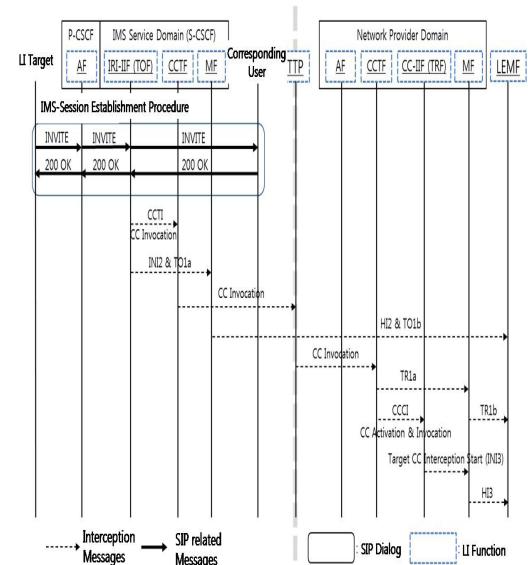 P-CSCF
IMS Service Domain (S-CSCF)
Network Provider Domain
LI Target
AF
IRI-IIF (TOF)
CCTF
MF
Corresponding
User
TTP
AF
CCTF
CC-IIF (TRF)
MF
LEMF
IMS-Session Establishment Procedure
INVITE
INVITE
INVITE
200 OK
200 OK
200 OK
CCTI
CC Invocation
INI2 & TO1a
CC Invocation
HI2 & TO1b
CC Invocation
TR1a
CCCI
TR1b
CC Activation & Invocation
Target CC Interception Start (INI3)
HI3
Interception
Messages
SIP related
Messages
: SIP Dialog
: LI Function